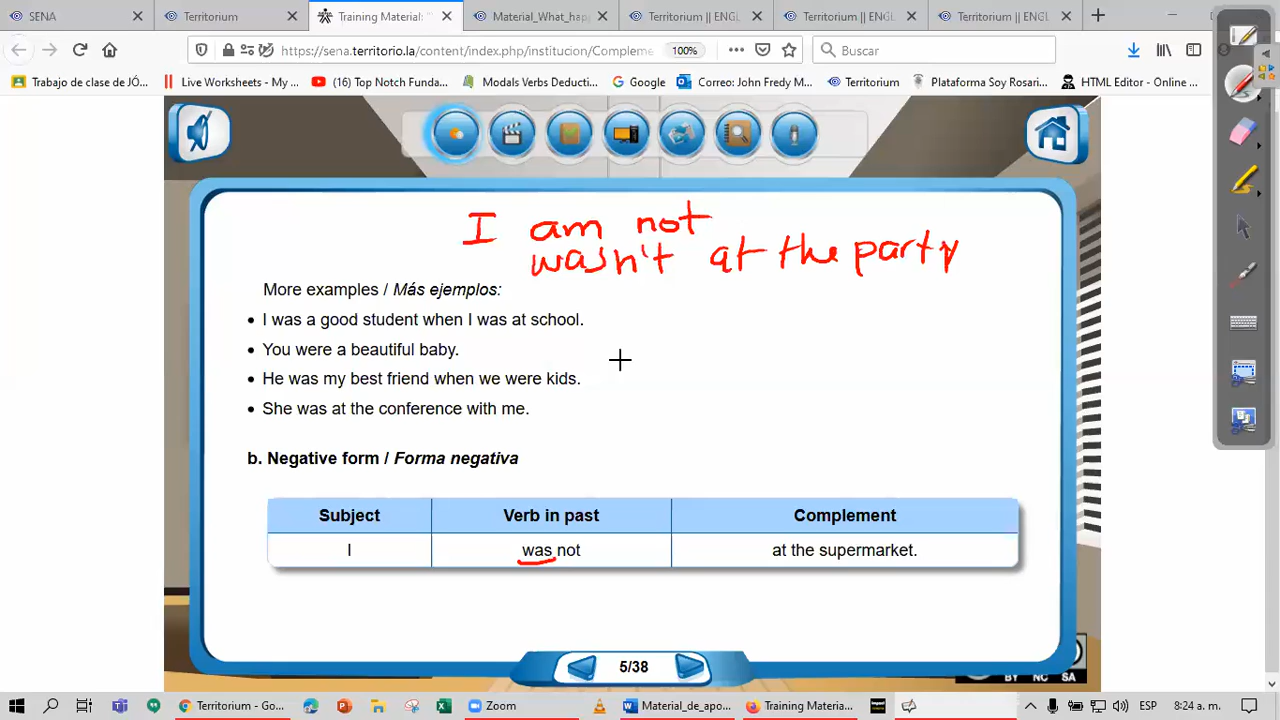 SENA
Territorium
Training Material:
Material_What_hap
Territorium || ENGL
Territorium || ENGL
Territorium || ENGL
https://sena.territorio.la/content/index.php/institucion/Compleme
100%
Buscar
Trabajo de clase de JÓ...
Live Worksheets - My ...
(16) Top Notch Funda...
Modals Verbs Deducti...
Google
Correo: John Fredy M...
Territorium
Plataforma Soy Rosari...
HTML Editor - Online ...
I am not
wasn't at the party
More examples / Más ejemplos:
• I was a good student when I was at school.
• You were a beautiful baby.
• He was my best friend when we were kids.
• She was at the conference with me.
b. Negative form / Forma negativa
Subject Verb in past Complement
I was not at the supermarket.
5/38
BY NC SA
Territorium - Go...
Zoom
Material_de_apo...
Training Materia...
ESP
8:24 a. m.